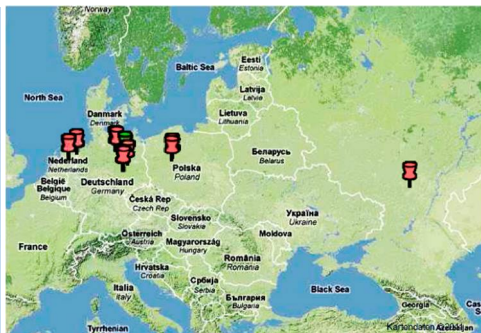 Norway
Baltic Sea
Eesti
Estonia
Latvija
Latvia
North Sea
Danmark
Denmark
Lietuva
Lithuania
Беларусь
Belarus
Nederland
Netherlands
Polska
Poland
België
Belgique
Belgium
Deutschland
Germany
Česká Rep
Czech Rep
Україна
Ukraine
Slovensko
Slovakia
Österreich
Austria
Magyarország
Hungary
Moldova
France
Hrvatska
Croatia
România
Romania
Србија
Serbia
Italia
Italy
България
Bulgaria
Black Sea
Georgia
Tyrrhenian
Kartendaten